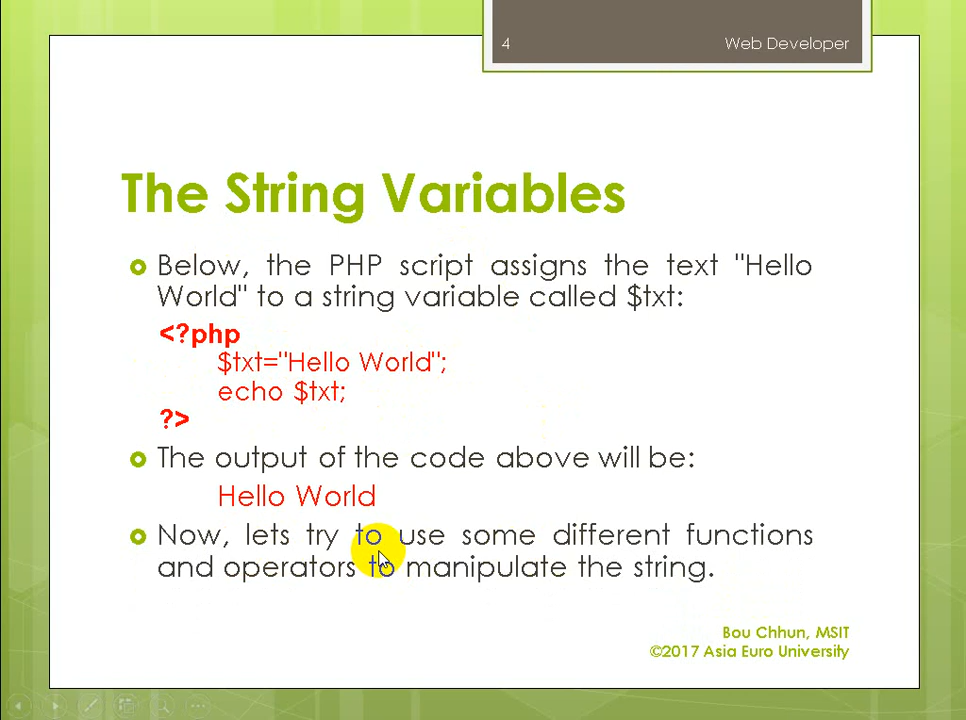 4 Web Developer
The String Variables
Below, the PHP script assigns the text "Hello
World" to a string variable called $txt:
<?php
$txt="Hello World";
echo $txt;
?>
The output of the code above will be:
Hello World
Now, lets try to use some different functions
and operators to manipulate the string.
Bou Chhun, MSIT
©2017 Asia Euro University